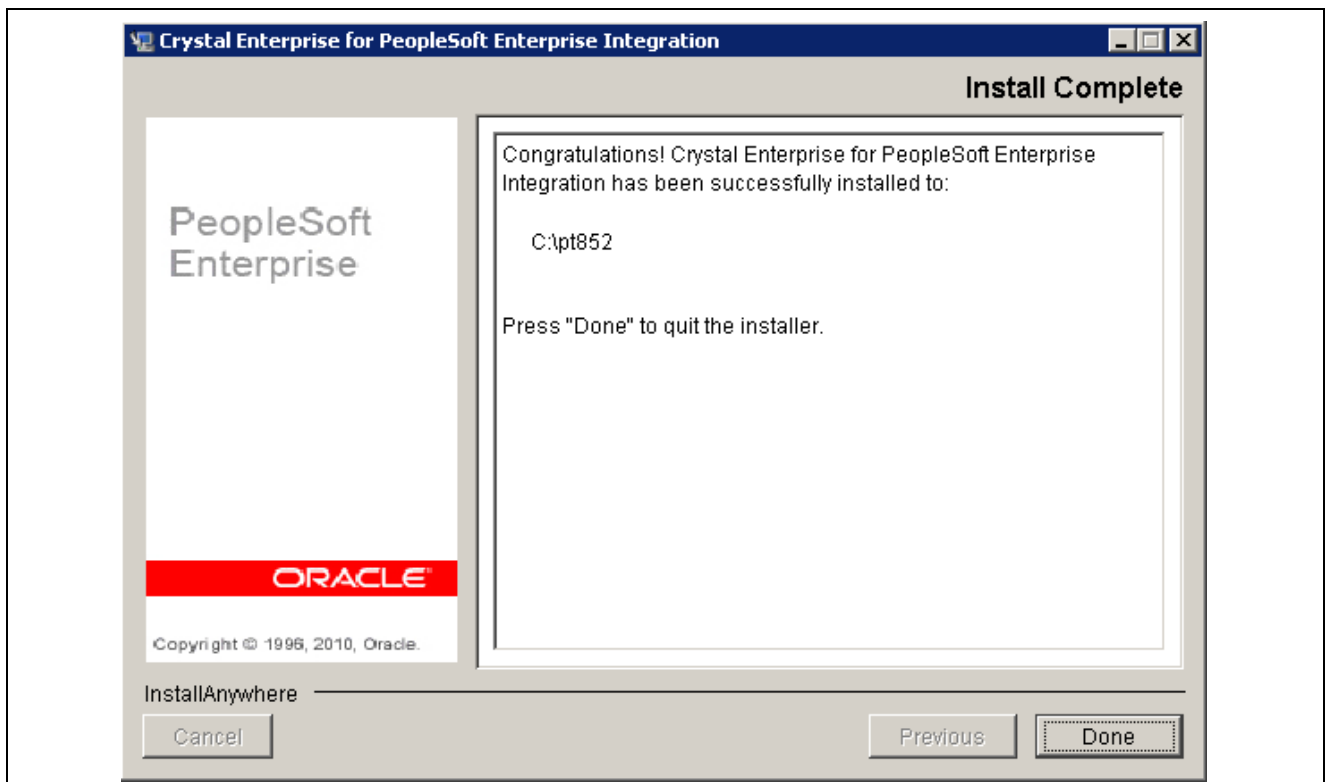 Crystal Enterprise for PeopleSoft Enterprise Integration
Install Complete
PeopleSoft
Enterprise
ORACLE
Copyright © 1996, 2010, Oracle.
Congratulations! Crystal Enterprise for PeopleSoft Enterprise
Integration has been successfully installed to:
C:\pt852
Press "Done" to quit the installer.
InstallAnywhere
Cancel
Previous
Done